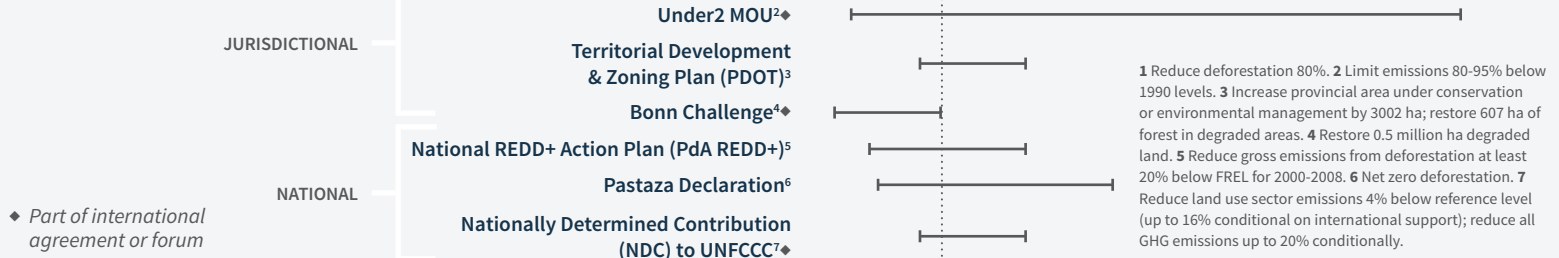 Under2 MOU²◆
JURISDICTIONAL
Territorial Development
& Zoning Plan (PDOT)³
Bonn Challenge⁴◆
National REDD+ Action Plan (PdA REDD+)⁵
Pastaza Declaration⁶
NATIONAL
Nationally Determined Contribution
(NDC) to UNFCCC⁷◆
◆ Part of international
agreement or forum
1 Reduce deforestation 80%. 2 Limit emissions 80-95% below
1990 levels. 3 Increase provincial area under conservation
or environmental management by 3002 ha; restore 607 ha of
forest in degraded areas. 4 Restore 0.5 million ha degraded
land. 5 Reduce gross emissions from deforestation at least
20% below FREL for 2000-2008. 6 Net zero deforestation. 7
Reduce land use sector emissions 4% below reference level
(up to 16% conditional on international support); reduce all
GHG emissions up to 20% conditionally.